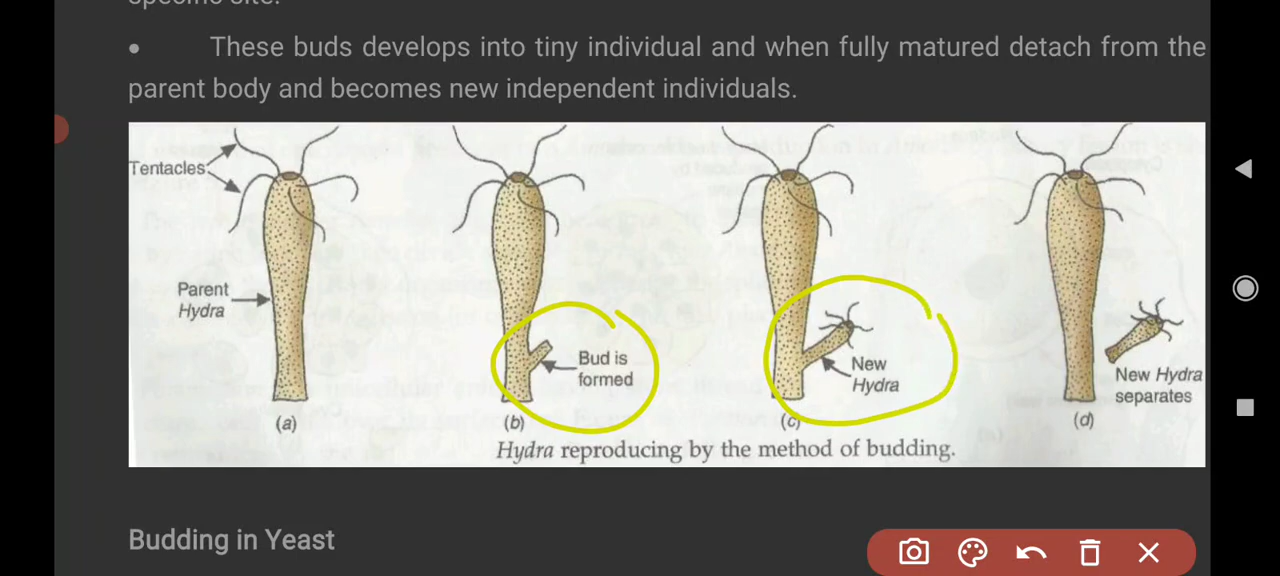 specific site.
• These buds develops into tiny individual and when fully matured detach from the
parent body and becomes new independent individuals.
Tentacles
Parent
Hydra
Bud is
formed
New
Hydra
New Hydra
separates
(a)
(b)
(c)
(d)
Hydra reproducing by the method of budding.
Budding in Yeast